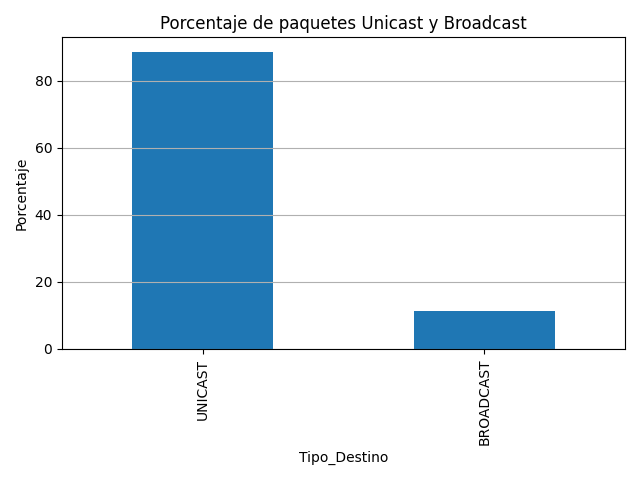 Porcentaje de paquetes Unicast y Broadcast
Porcentaje
80
60
40
20
0
UNICAST
BROADCAST
Tipo_Destino